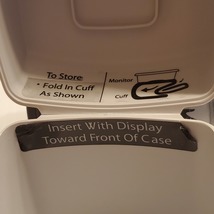 To Store
• Fold In Cuff
As Shown
Monitor
Cuff
Insert With Display
Toward Front Of Case